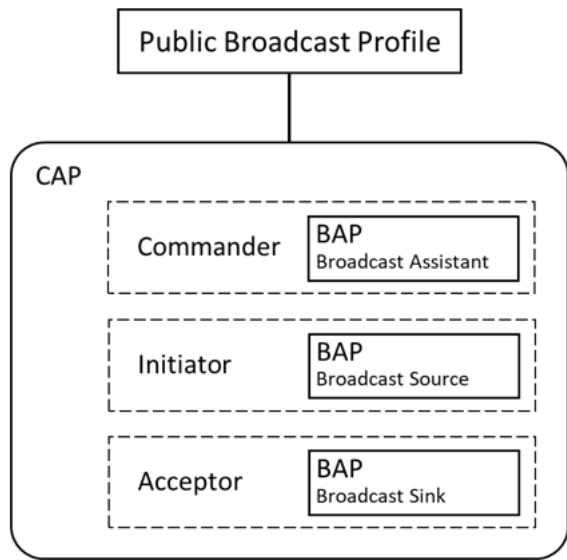 Public Broadcast Profile
CAP
Commander
BAP
Broadcast Assistant
Initiator
BAP
Broadcast Source
Acceptor
BAP
Broadcast Sink